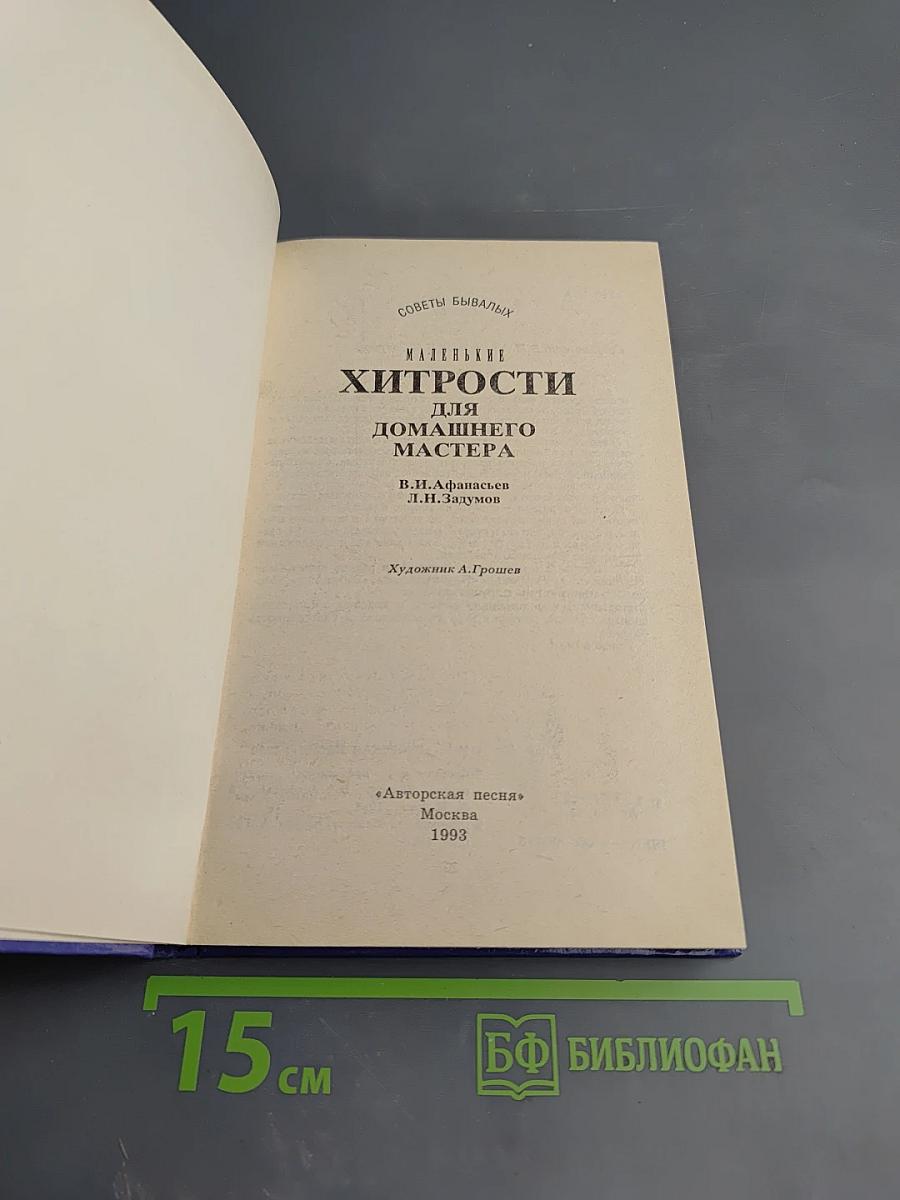 СОВЕТЫ БЫВАЛЫХ
МАЛЕНЬКИЕ
ХИТРОСТИ
ДЛЯ
ДОМАШНЕГО
МАСТЕРА
В.И.Афанасьев
Л.Н.Задумов
Художник А.Грошев
«Авторская песня»
Москва
1993
15 см
БФ БИБЛИОФАН